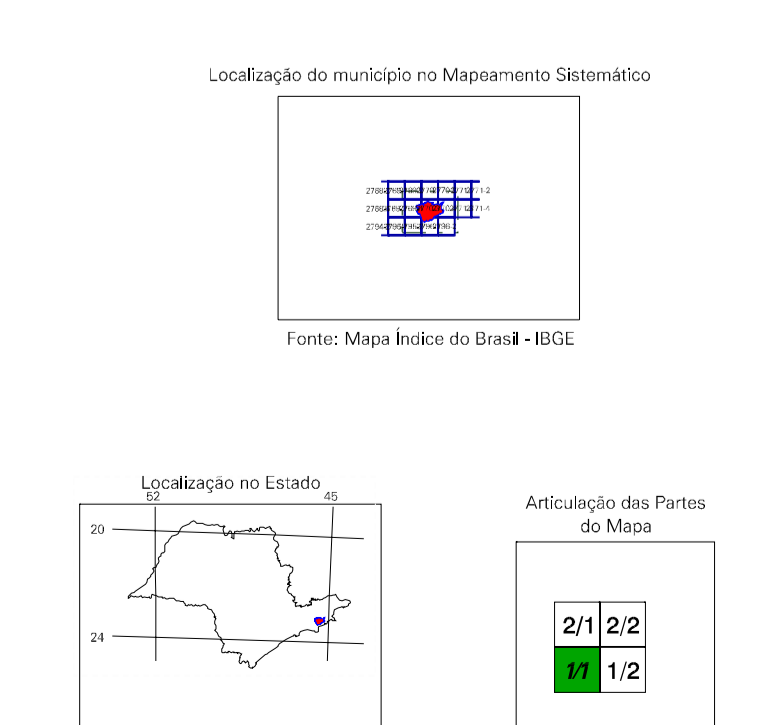 Localização do município no Mapeamento Sistemático
Fonte: Mapa Índice do Brasil - IBGE
Localização no Estado
52 45
20
24
Articulação das Partes
do Mapa
2/1 2/2
1/1 1/2